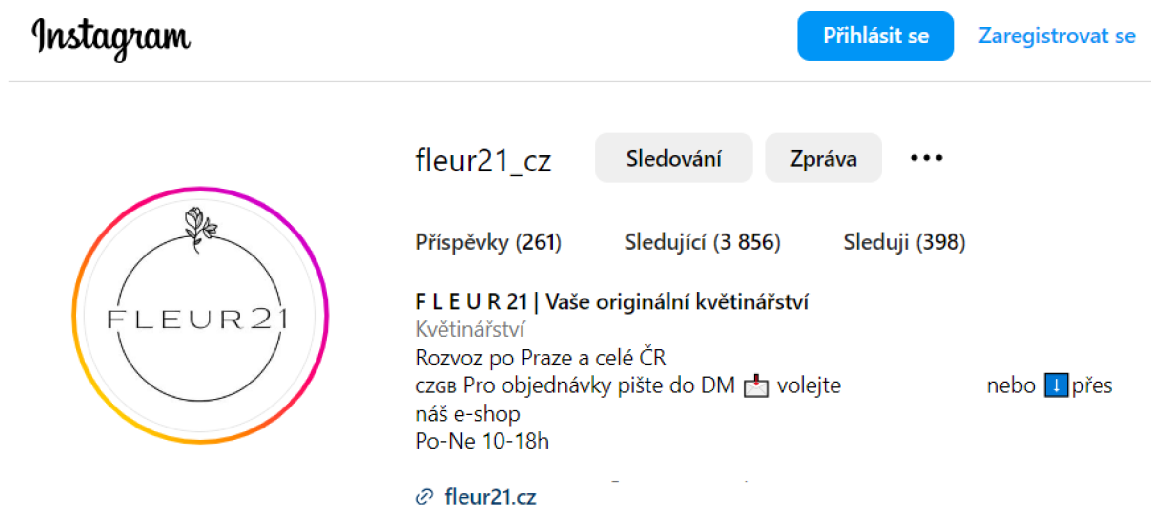 Instagram
Přihlásit se
Zaregistrovat se
fleur21_cz
Sledování
Zpráva
FLEUR21
Příspěvky (261)
Sledující (3 856)
Sleduji (398)
F L E U R 21 | Vaše originální květinářství
Květinářství
Rozvoz po Praze a celé ČR
CZGB Pro objednávky pište do DM 📩 volejte nebo ⬇️přes
náš e-shop
Po-Ne 10-18h
fleur21.cz